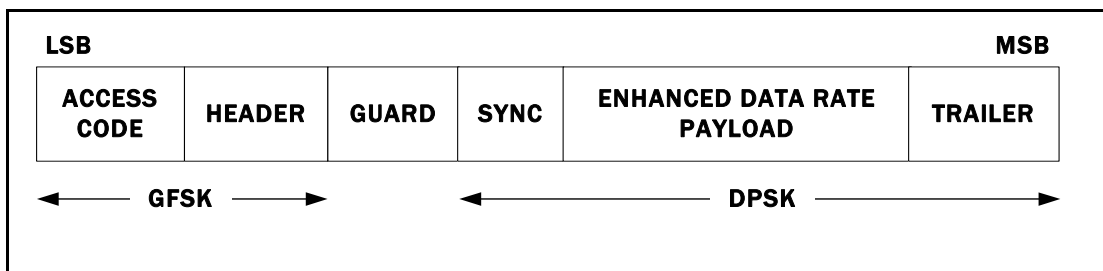 LSB
MSB
ACCESS
CODE
HEADER
GUARD
SYNC
ENHANCED DATA RATE
PAYLOAD
TRAILER
GFSK
DPSK